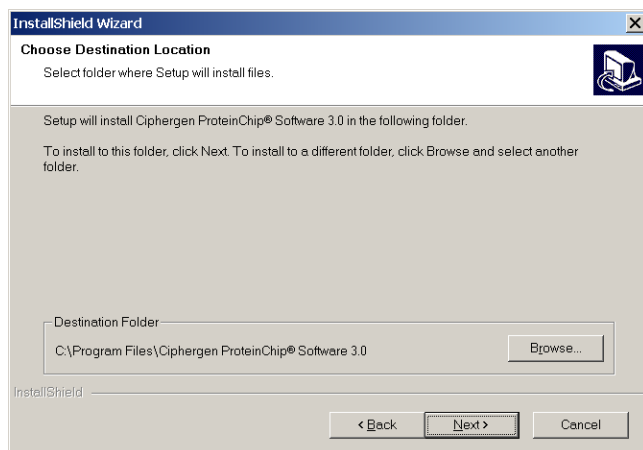 InstallShield Wizard
Choose Destination Location
Select folder where Setup will install files.
Setup will install Ciphergen ProteinChip® Software 3.0 in the following folder.
To install to this folder, click Next. To install to a different folder, click Browse and select another
folder.
Destination Folder
C:\Program Files\Ciphergen ProteinChip® Software 3.0
Browse...
InstallShield
< Back
Next >
Cancel